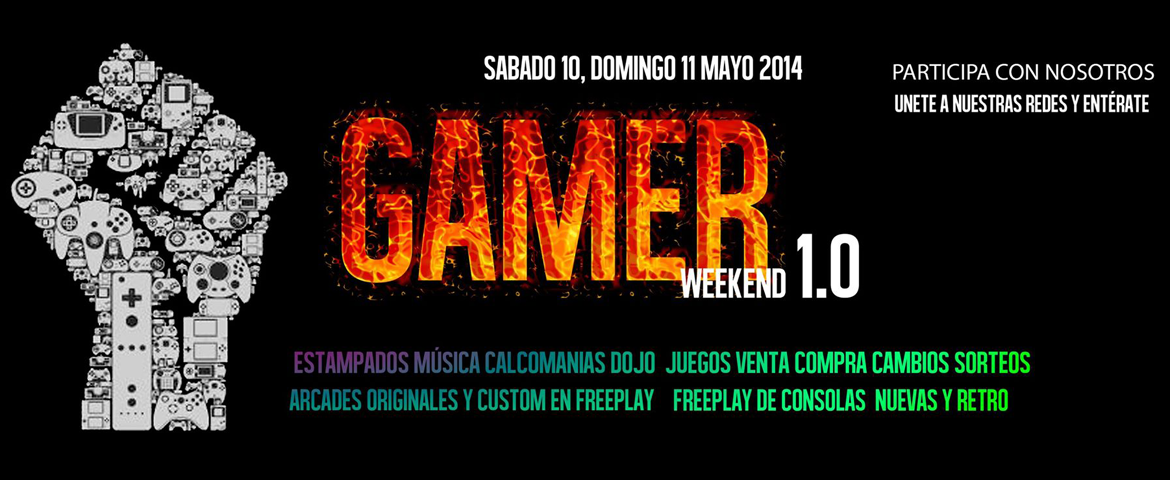 SABADO 10, DOMINGO 11 MAYO 2014
PARTICIPA CON NOSOTROS
UNETE A NUESTRAS REDES Y ENTÉRATE
GAMER
WEEKEND 1.0
ESTAMPADOS MÚSICA CALCOMANIAS DOJO JUEGOS VENTA COMPRA CAMBIOS SORTEOS
ARCADES ORIGINALES Y CUSTOM EN FREEPLAY FREEPLAY DE CONSOLAS NUEVAS Y RETRO